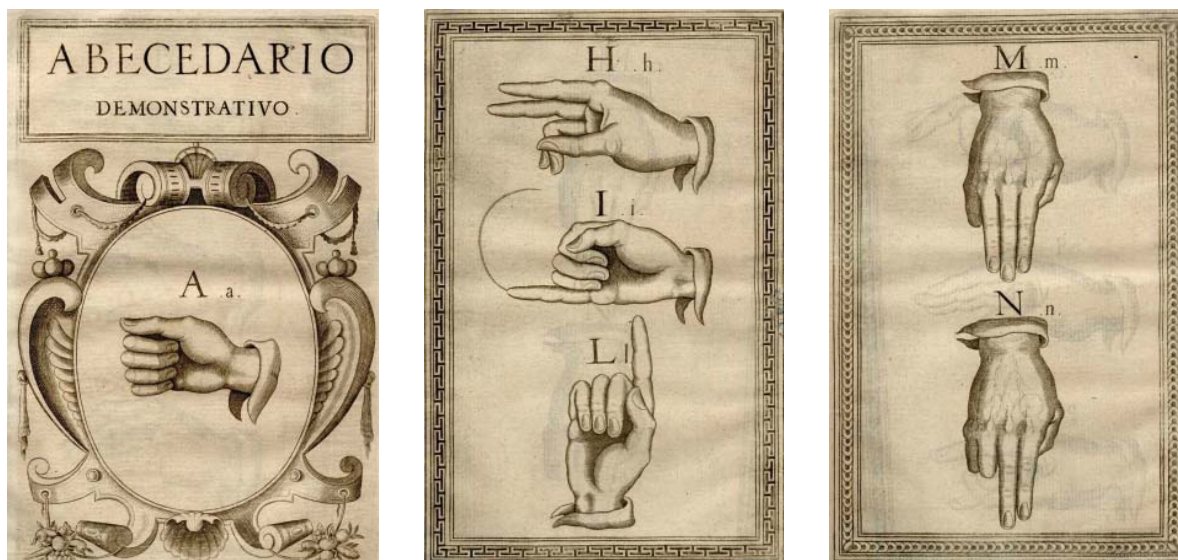 ABECEDARIO
DEMONSTRATIVO.
A .a.
H .h.
I .i.
L l
M .m.
N .n.